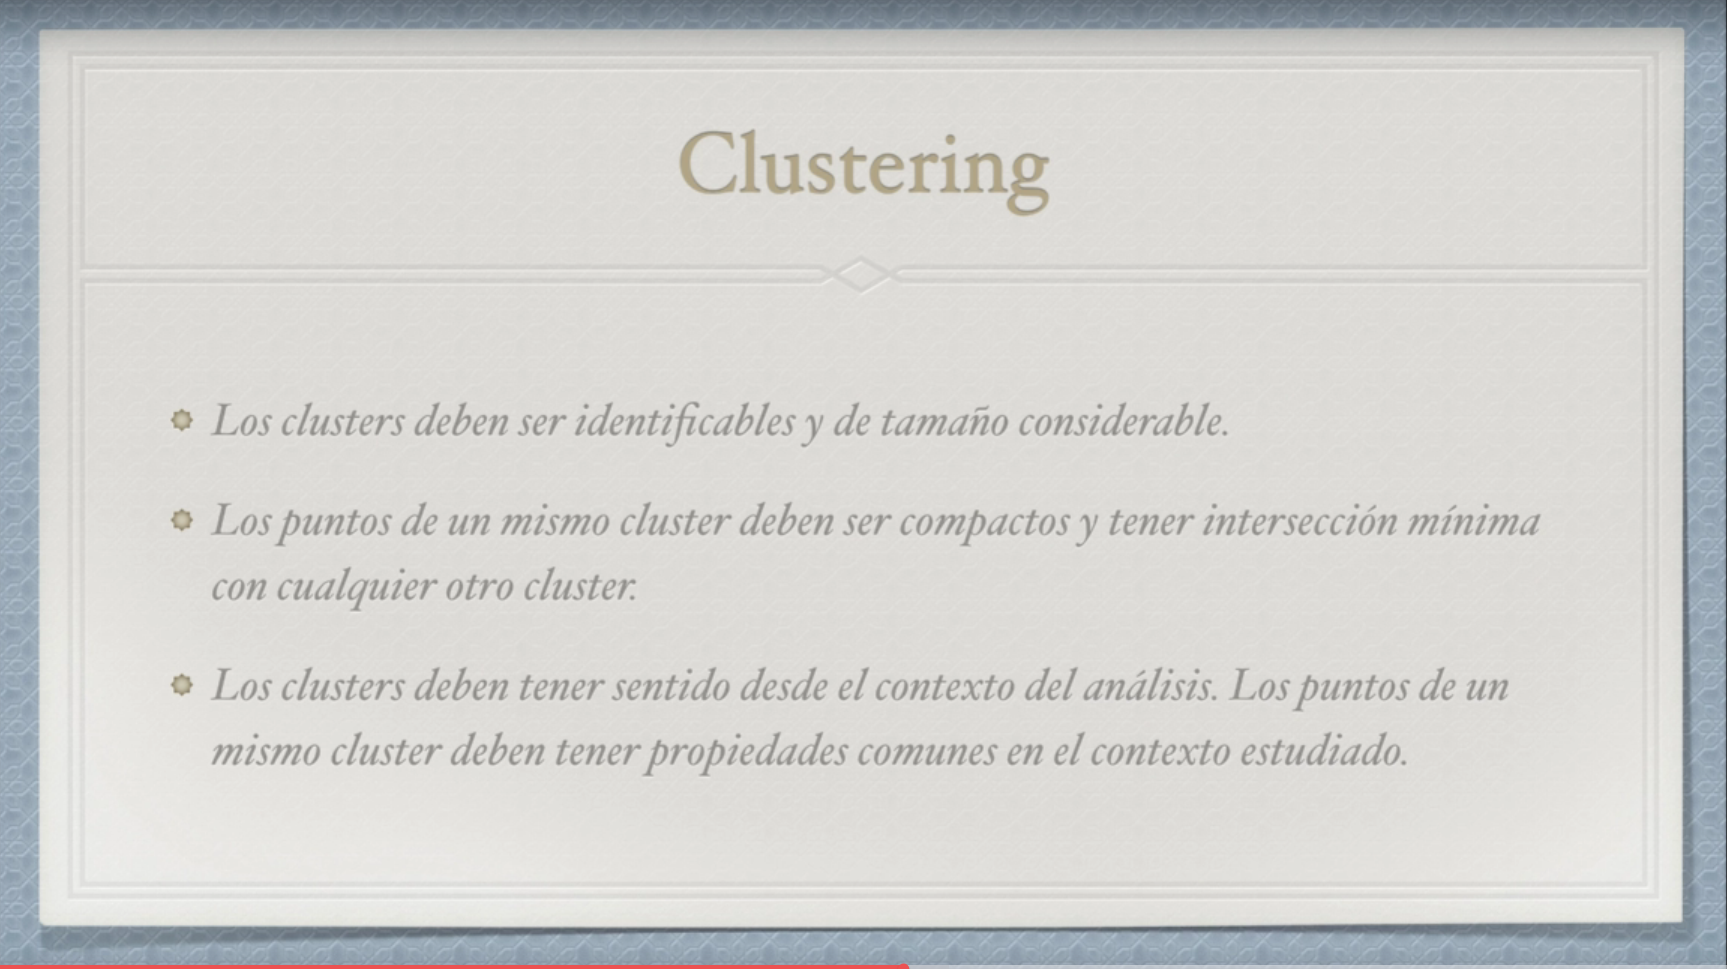 Clustering
Los clusters deben ser identificables y de tamaño considerable.
Los puntos de un mismo cluster deben ser compactos y tener intersección mínima
con cualquier otro cluster.
Los clusters deben tener sentido desde el contexto del análisis. Los puntos de un
mismo cluster deben tener propiedades comunes en el contexto estudiado.